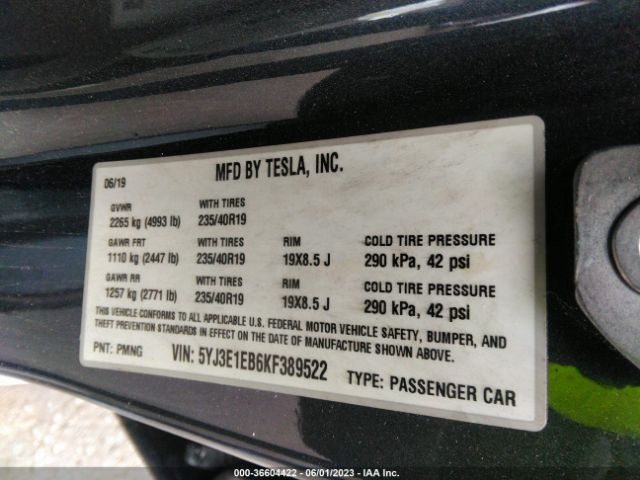 06/19 MFD BY TESLA, INC.
GVWR WITH TIRES
2265 kg (4993 lb) 235/40R19
GAWR FRT WITH TIRES RIM COLD TIRE PRESSURE
1110 kg (2447 lb) 235/40R19 19X8.5 J 290 kPa, 42 psi
GAWR RR WITH TIRES RIM COLD TIRE PRESSURE
1257 kg (2771 lb) 235/40R19 19X8.5 J 290 kPa, 42 psi
THIS VEHICLE CONFORMS TO ALL APPLICABLE U.S. FEDERAL MOTOR VEHICLE SAFETY, BUMPER, AND
THEFT PREVENTION STANDARDS IN EFFECT ON THE DATE OF MANUFACTURE SHOWN ABOVE.
PNT: PMNG VIN: 5YJ3E1EB6KF389522 TYPE: PASSENGER CAR
000-36604422 - 06/01/2023 - IAA Inc.